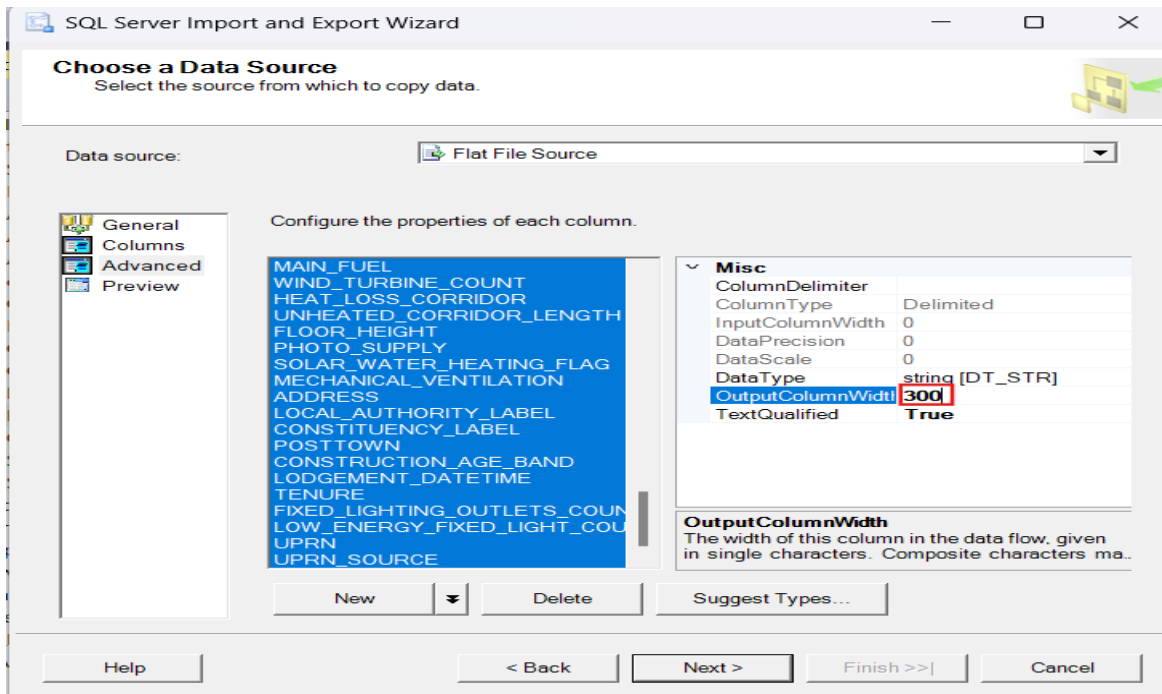 SQL Server Import and Export Wizard
Choose a Data Source
Select the source from which to copy data.
Data source:
Flat File Source
General
Columns
Advanced
Preview
Configure the properties of each column.
MAIN_FUEL
WIND_TURBINE_COUNT
HEAT_LOSS_CORRIDOR
UNHEATED_CORRIDOR_LENGTH
FLOOR_HEIGHT
PHOTO_SUPPLY
SOLAR_WATER_HEATING_FLAG
MECHANICAL_VENTILATION
ADDRESS
LOCAL_AUTHORITY_LABEL
CONSTITUENCY_LABEL
POSTTOWN
CONSTRUCTION_AGE_BAND
LODGEMENT_DATETIME
TENURE
FIXED_LIGHTING_OUTLETS_COUN
LOW_ENERGY_FIXED_LIGHT_COU
UPRN
UPRN_SOURCE
Misc
ColumnDelimiter
ColumnType Delimited
InputColumnWidth 0
DataPrecision 0
DataScale 0
DataType string [DT_STR]
OutputColumnWidtl 300
TextQualified True
OutputColumnWidth
The width of this column in the data flow, given
in single characters. Composite characters ma..
New
Delete
Suggest Types...
Help
< Back
Next >
Finish >>|
Cancel